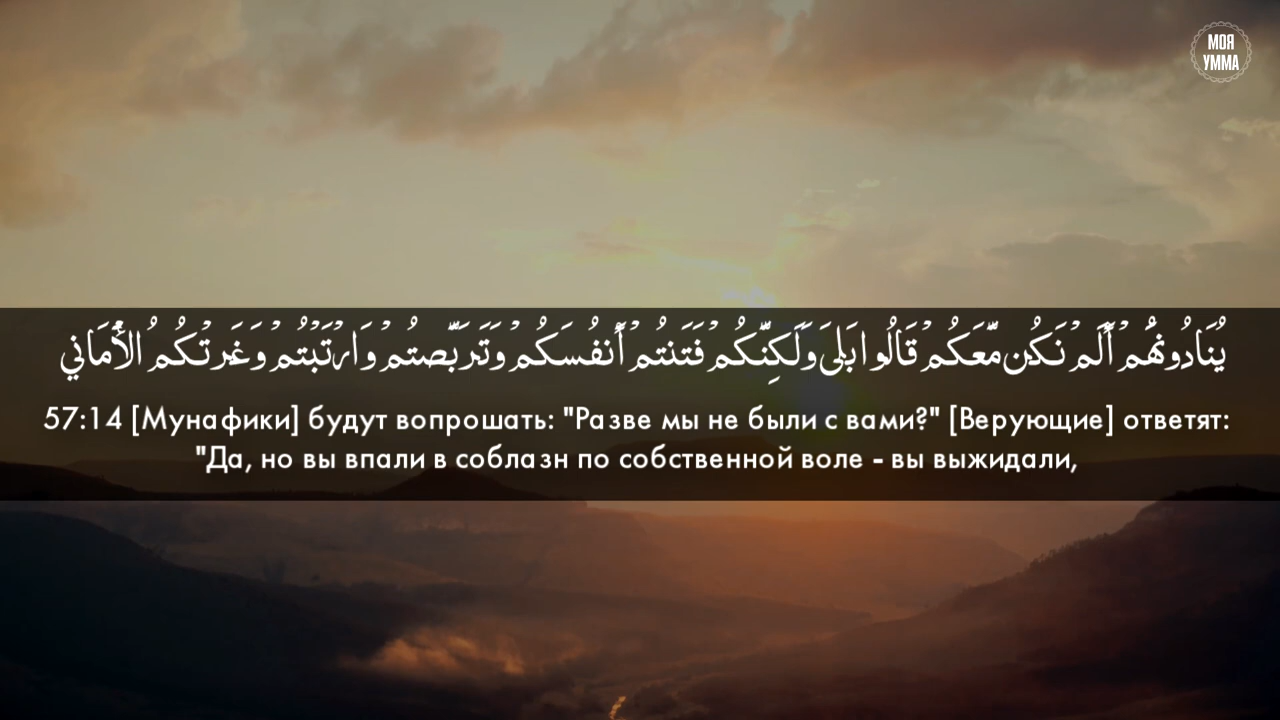 МОЯ
УММА
يُنَادُونَهُمْ أَلَمْ نَكُن مَّعَكُمْ قَالُوا بَلَىٰ وَلَٰكِنَّكُمْ فَتَنتُمْ أَنفُسَكُمْ وَتَرَبَّصْتُمْ وَارْتَبْتُمْ وَغَرَّتْكُمُ الْأَمَانِي
57:14 [Мунафики] будут вопрошать: "Разве мы не были с вами?" [Верующие] ответят:
"Да, но вы впали в соблазн по собственной воле - вы выжидали,